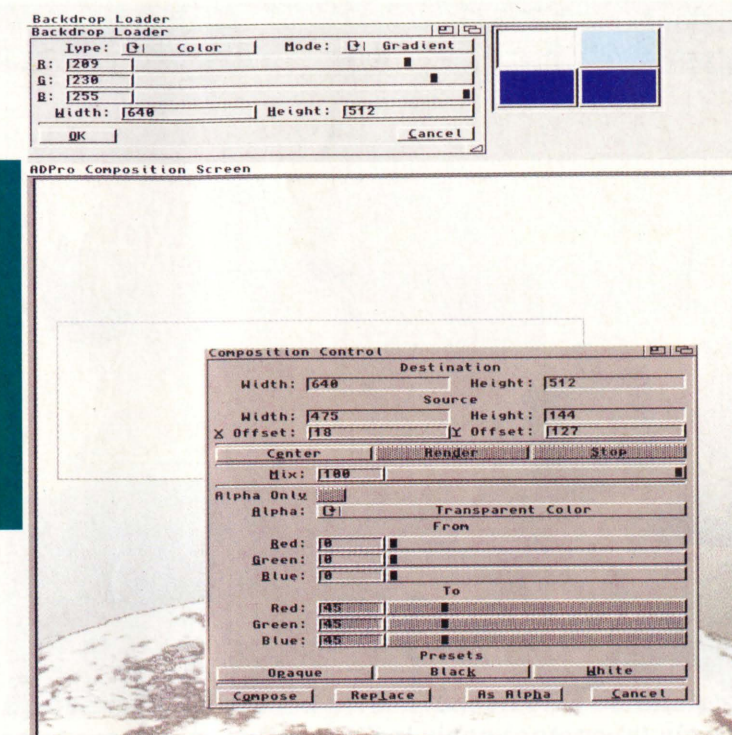 Backdrop Loader
Backdrop Loader
Type: Color Mode: Gradient
R: 209
G: 230
B: 255
Width: 640 Height: 512
OK Cancel
ADPro Composition Screen
Composition Control
Destination
Width: 640 Height: 512
Source
Width: 475 Height: 144
X Offset: 18 Y Offset: 127
Center Render Stop
Mix: 100
Alpha Only
Alpha: Transparent Color
From
Red: 0
Green: 0
Blue: 0
To
Red: 45
Green: 45
Blue: 45
Presets
Opaque Black White
Compose Replace As Alpha Cancel